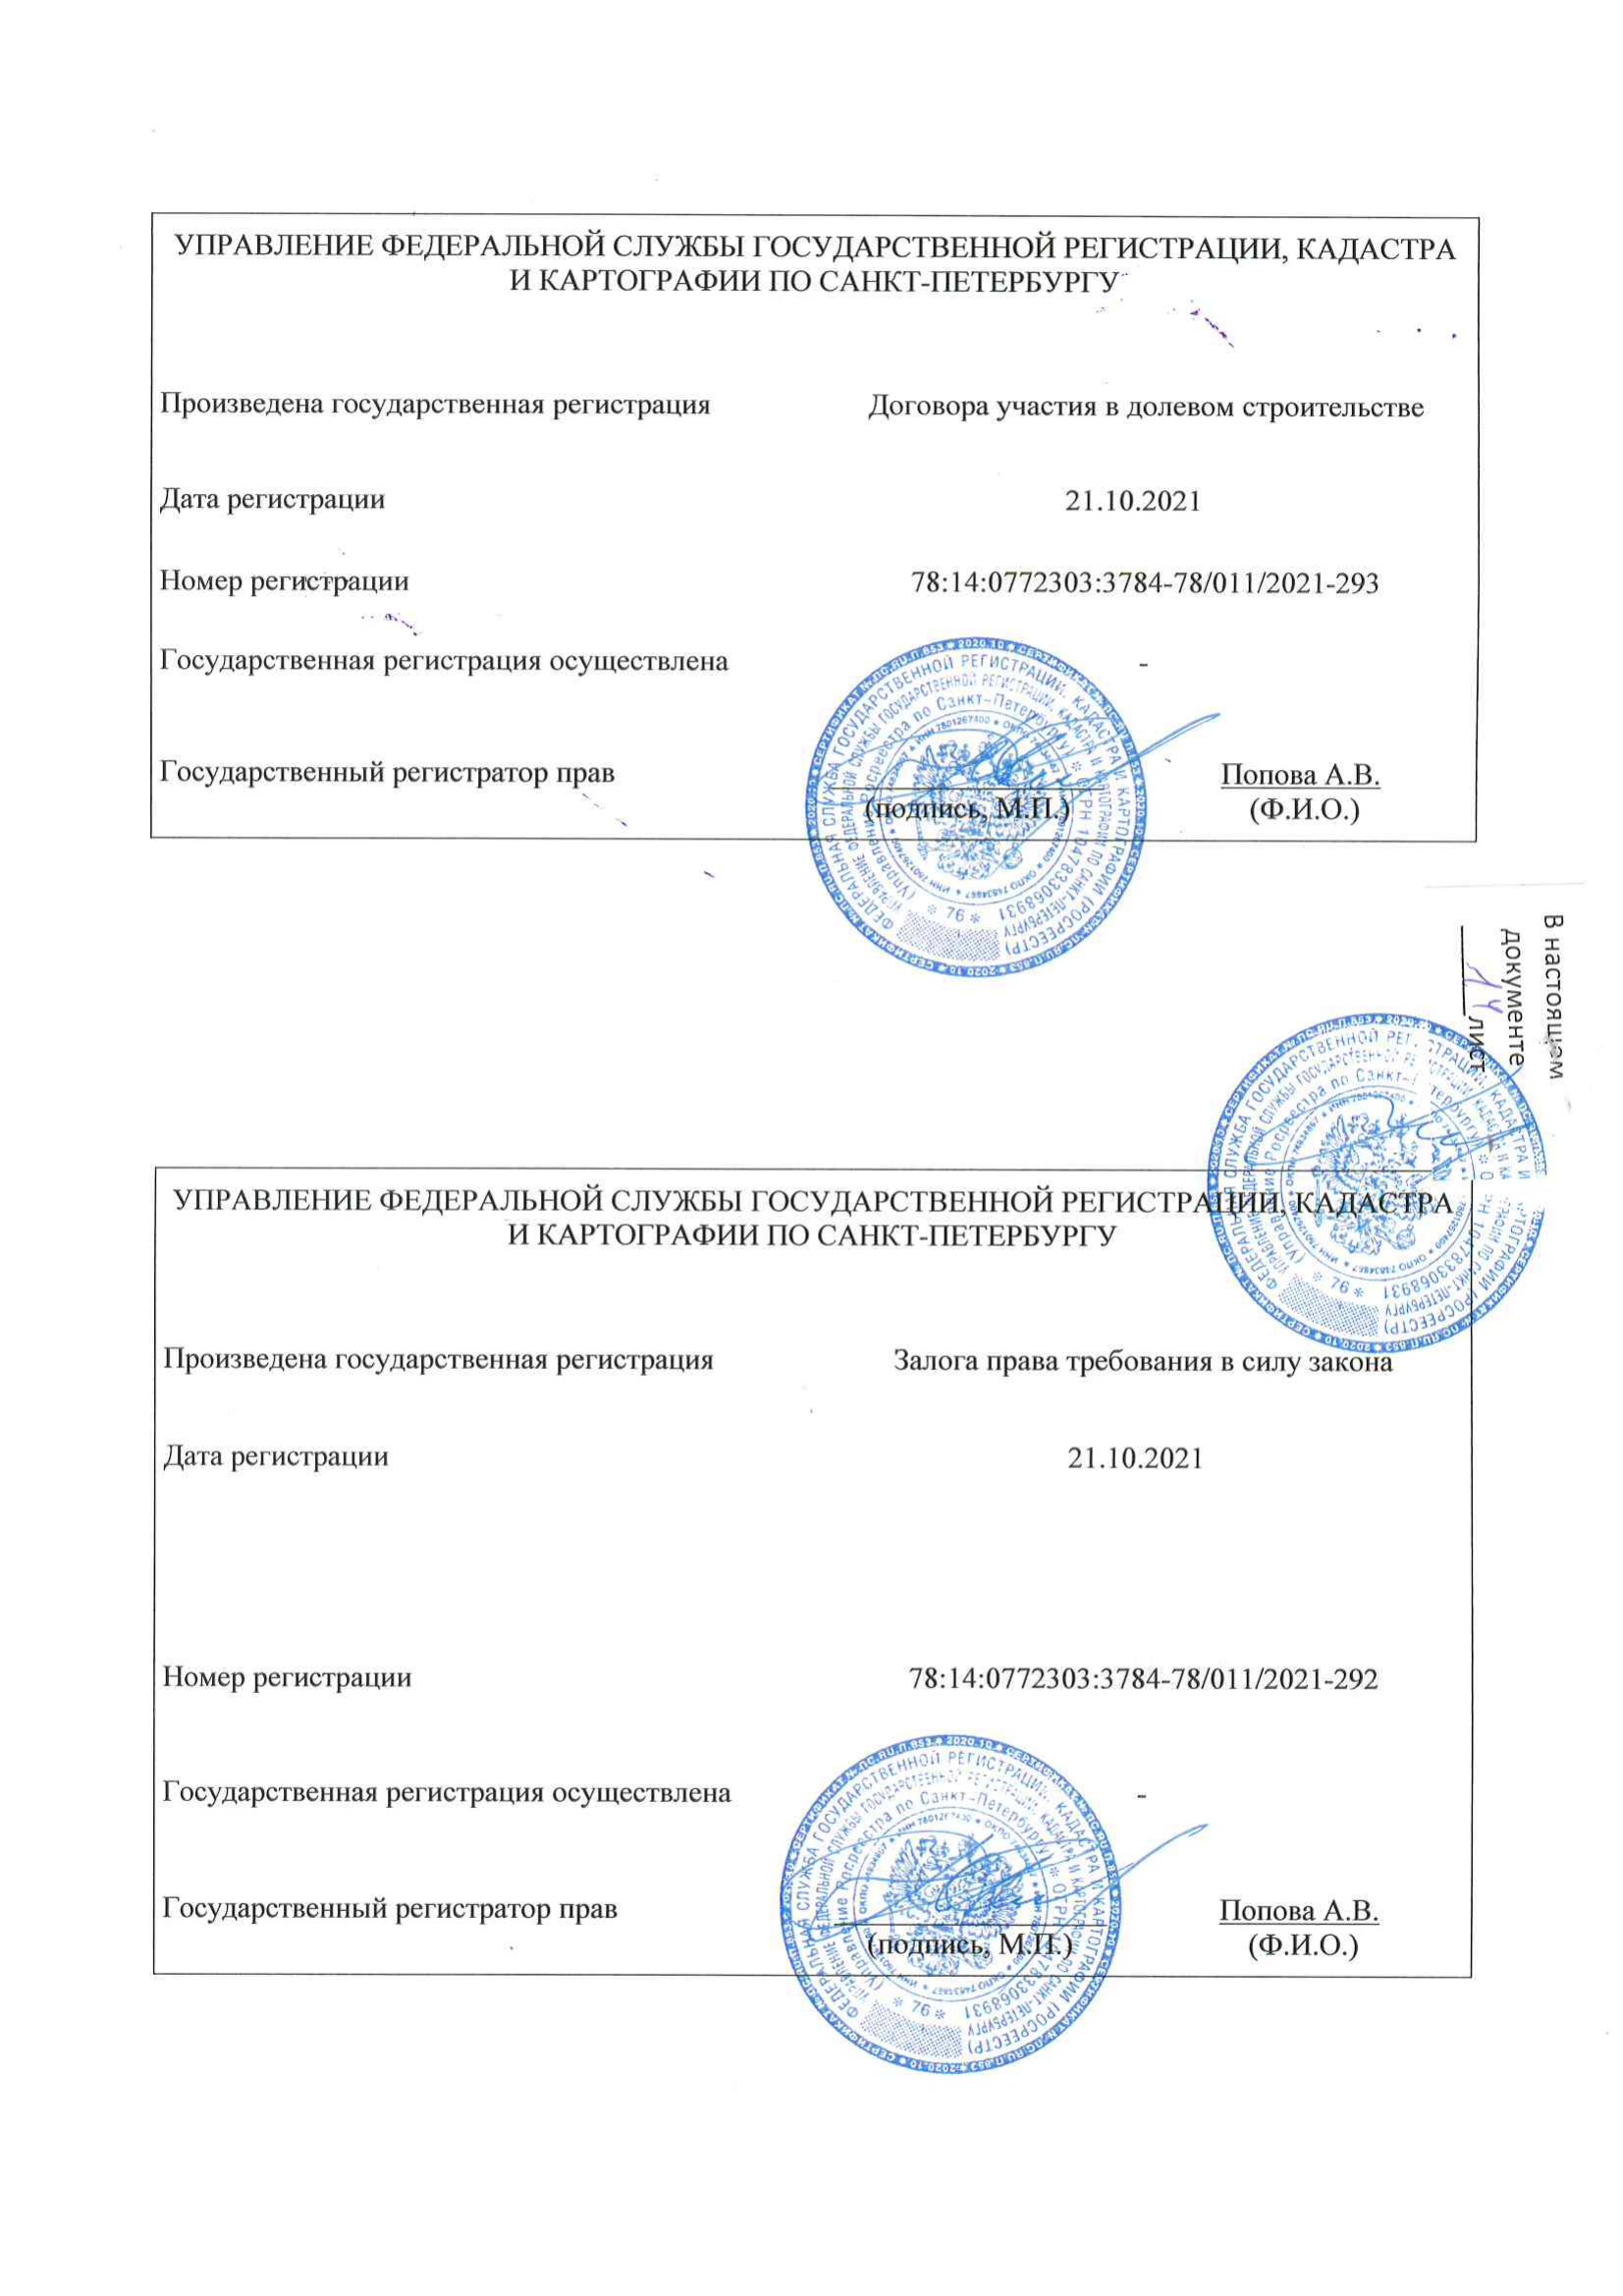 УПРАВЛЕНИЕ ФЕДЕРАЛЬНОЙ СЛУЖБЫ ГОСУДАРСТВЕННОЙ РЕГИСТРАЦИИ, КАДАСТРА
И КАРТОГРАФИИ ПО САНКТ-ПЕТЕРБУРГУ
Произведена государственная регистрация Договора участия в долевом строительстве
Дата регистрации 21.10.2021
Номер регистрации 78:14:0772303:3784-78/011/2021-293
Государственная регистрация осуществлена -
Государственный регистратор прав Попова А.В.
(подпись, М.П.) (Ф.И.О.)
ФЕДЕРАЛЬНАЯ СЛУЖБА ГОСУДАРСТВЕННОЙ РЕГИСТРАЦИИ, КАДАСТРА И КАРТОГРАФИИ (РОСРЕЕСТР)
УПРАВЛЕНИЕ ФЕДЕРАЛЬНОЙ СЛУЖБЫ ГОСУДАРСТВЕННОЙ РЕГИСТРАЦИИ, КАДАСТРА И КАРТОГРАФИИ ПО САНКТ-ПЕТЕРБУРГУ
(Управление Росреестра по Санкт-Петербургу) * ОГРН 1047833068931 * 76 *
В настоящем
документе
14 лист
УПРАВЛЕНИЕ ФЕДЕРАЛЬНОЙ СЛУЖБЫ ГОСУДАРСТВЕННОЙ РЕГИСТРАЦИИ, КАДАСТРА
И КАРТОГРАФИИ ПО САНКТ-ПЕТЕРБУРГУ
Произведена государственная регистрация Залога права требования в силу закона
Дата регистрации 21.10.2021
Номер регистрации 78:14:0772303:3784-78/011/2021-292
Государственная регистрация осуществлена -
Государственный регистратор прав Попова А.В.
(подпись, М.П.) (Ф.И.О.)